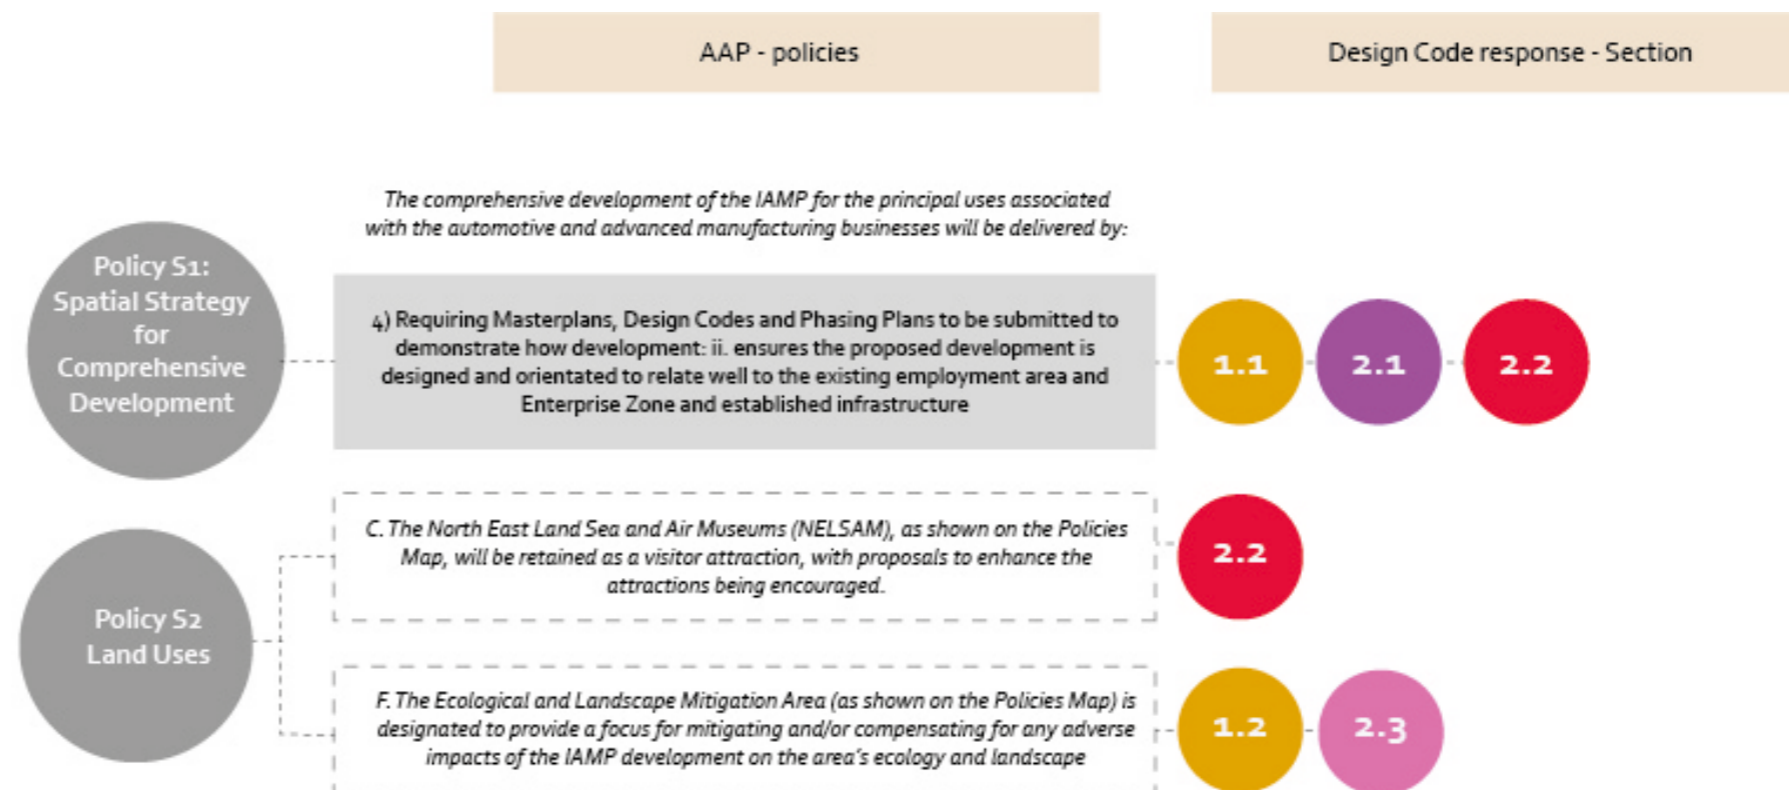 AAP - policies
Design Code response - Section
The comprehensive development of the IAMP for the principal uses associated
with the automotive and advanced manufacturing businesses will be delivered by:
Policy S1:
Spatial Strategy
for
Comprehensive
Development
4) Requiring Masterplans, Design Codes and Phasing Plans to be submitted to
demonstrate how development: ii. ensures the proposed development is
designed and orientated to relate well to the existing employment area and
Enterprise Zone and established infrastructure
1.1
2.1
2.2
Policy S2
Land Uses
C. The North East Land Sea and Air Museums (NELSAM), as shown on the Policies
Map, will be retained as a visitor attraction, with proposals to enhance the
attractions being encouraged.
2.2
F. The Ecological and Landscape Mitigation Area (as shown on the Policies Map) is
designated to provide a focus for mitigating and/or compensating for any adverse
impacts of the IAMP development on the area's ecology and landscape
1.2
2.3